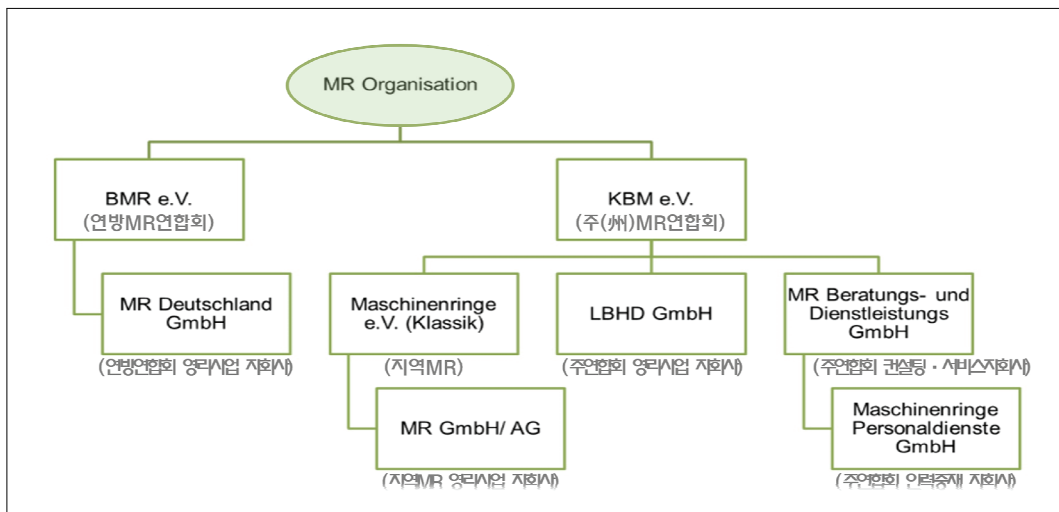 MR Organisation
BMR e.V.
(연방MR연합회)
KBM e.V.
(주(州)MR연합회)
MR Deutschland
GmbH
(연방연합회 영리사업 자회사)
Maschinenringe
e.V. (Klassik)
(지역MR)
LBHD GmbH
(주연합회 영리사업 자회사)
MR Beratungs- und
Dienstleistungs
GmbH
(주연합회 컨설팅·서비스자회사)
MR GmbH/ AG
(지역MR 영리사업 자회사)
Maschinenringe
Personaldienste
GmbH
(주연합회 인력중재 자회사)